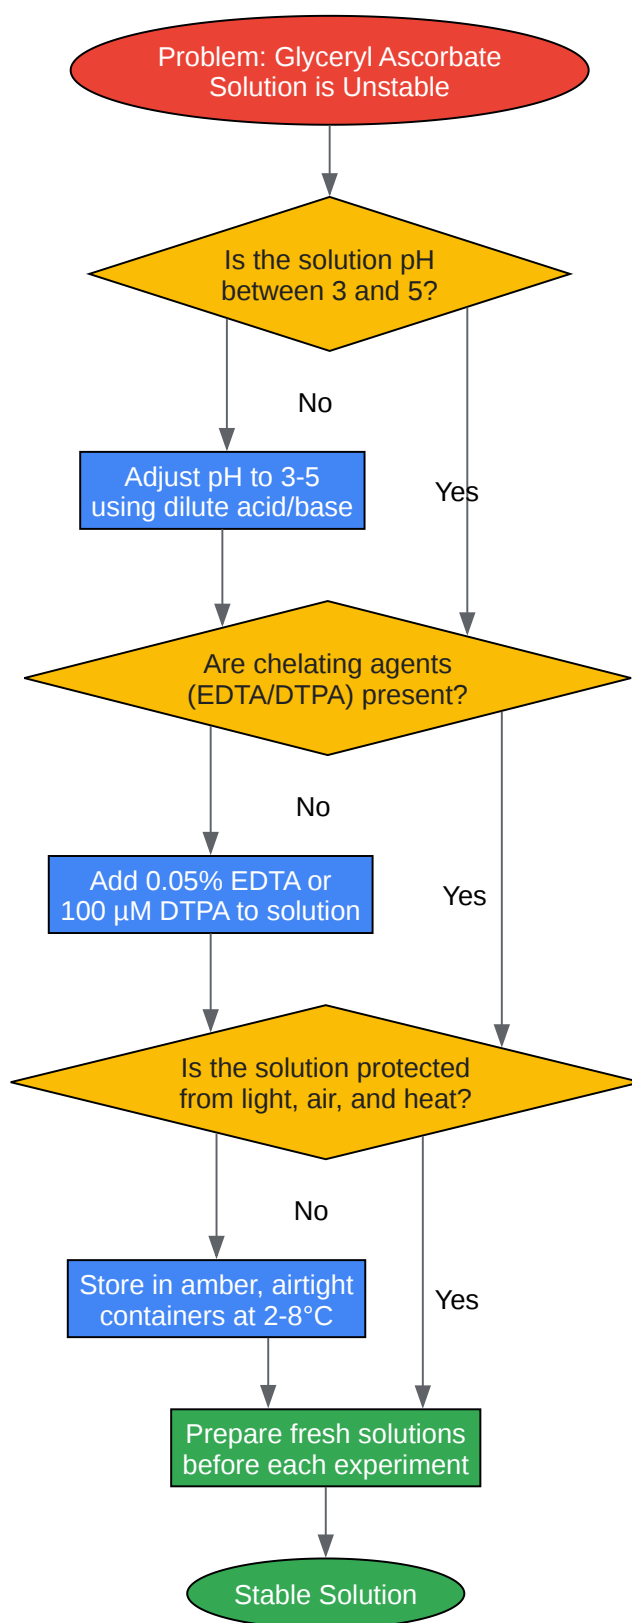 Problem: Glyceryl Ascorbate
Solution is Unstable
Is the solution pH
between 3 and 5?
No
Adjust pH to 3-5
using dilute acid/base
Yes
Are chelating agents
(EDTA/DTPA) present?
No
Add 0.05% EDTA or
100 µM DTPA to solution
Yes
Is the solution protected
from light, air, and heat?
No
Store in amber, airtight
containers at 2-8°C
Yes
Prepare fresh solutions
before each experiment
Stable Solution